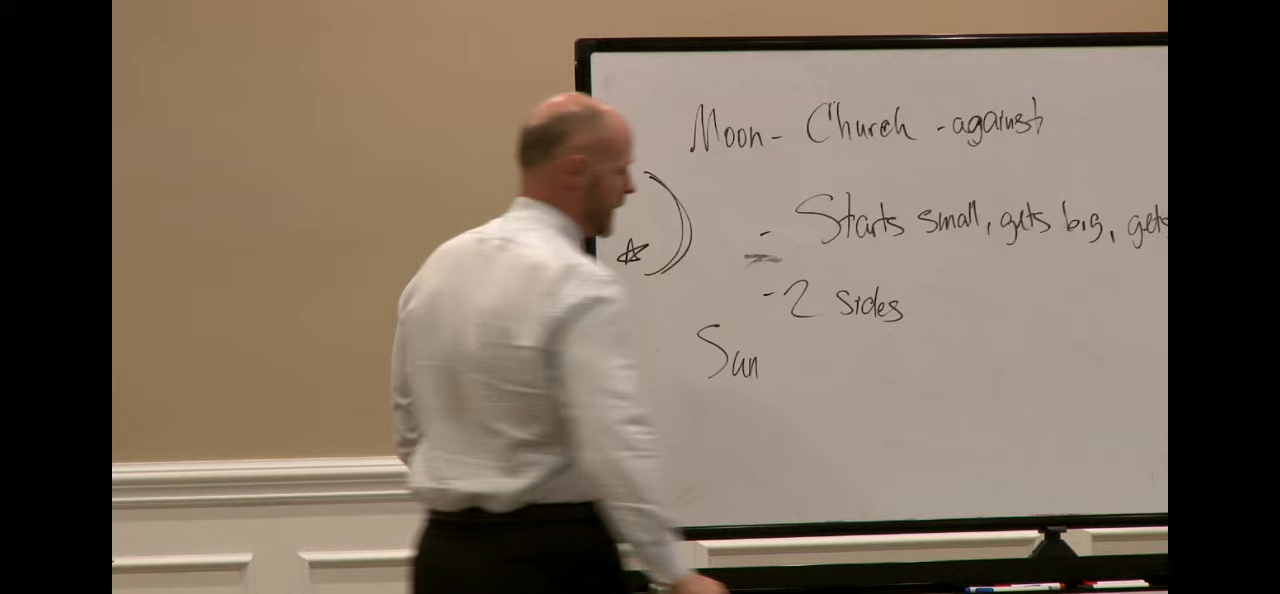 Moon - Church - against
- Starts small, gets big, gets
- 2 sides
Sun